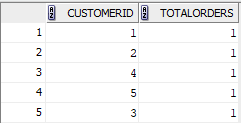 CUSTOMERID TOTALORDERS
1 1 1
2 2 1
3 4 1
4 5 1
5 3 1